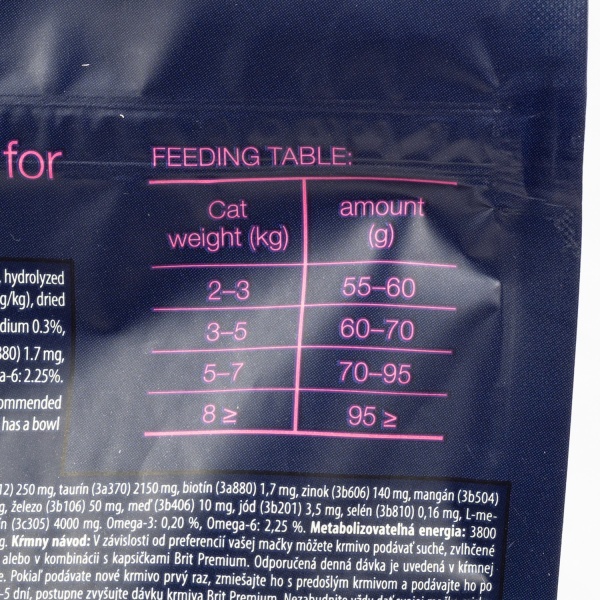 for
FEEDING TABLE:
Cat weight (kg) amount (g)
2–3 55–60
3–5 60–70
5–7 70–95
8 ≥ 95 ≥
, hydrolyzed
g/kg), dried
dium 0.3%,
880) 1.7 mg,
a-6: 2.25%.
ommended
has a bowl
12) 250 mg, taurín (3a370) 2150 mg, biotín (3a880) 1,7 mg, zinok (3b606) 140 mg, mangán (3b504)
g, železo (3b106) 50 mg, meď (3b406) 10 mg, jód (3b201) 3,5 mg, selén (3b810) 0,16 mg, L-me-
ín (3c305) 4000 mg. Omega-3: 0,20 %, Omega-6: 2,25 %. Metabolizovateľná energia: 3800
g. Kŕmny návod: V závislosti od preferencií vašej mačky môžete krmivo podávať suché, zvlhčené
alebo v kombinácii s kapsičkami Brit Premium. Odporučená denná dávka je uvedená v kŕmnej
e. Pokiaľ podávate nové krmivo prvý raz, zmiešajte ho s predošlým krmivom a podávajte ho po
-5 dní, postupne zvyšujte dávku krmiva Brit Premium.